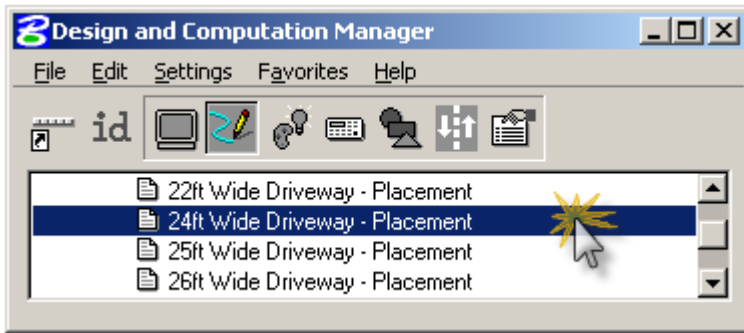 Design and Computation Manager
File Edit Settings Favorites Help
id
22ft Wide Driveway - Placement
24ft Wide Driveway - Placement
25ft Wide Driveway - Placement
26ft Wide Driveway - Placement